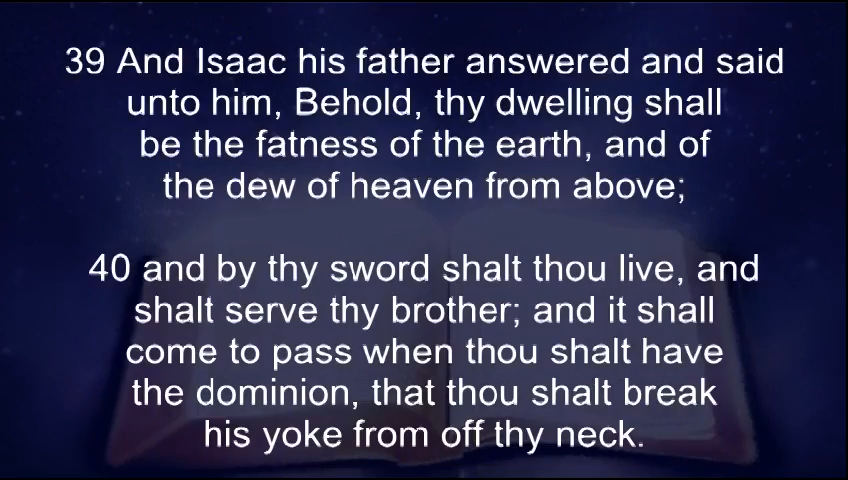 39 And Isaac his father answered and said
unto him, Behold, thy dwelling shall
be the fatness of the earth, and of
the dew of heaven from above;
40 and by thy sword shalt thou live, and
shalt serve thy brother; and it shall
come to pass when thou shalt have
the dominion, that thou shalt break
his yoke from off thy neck.